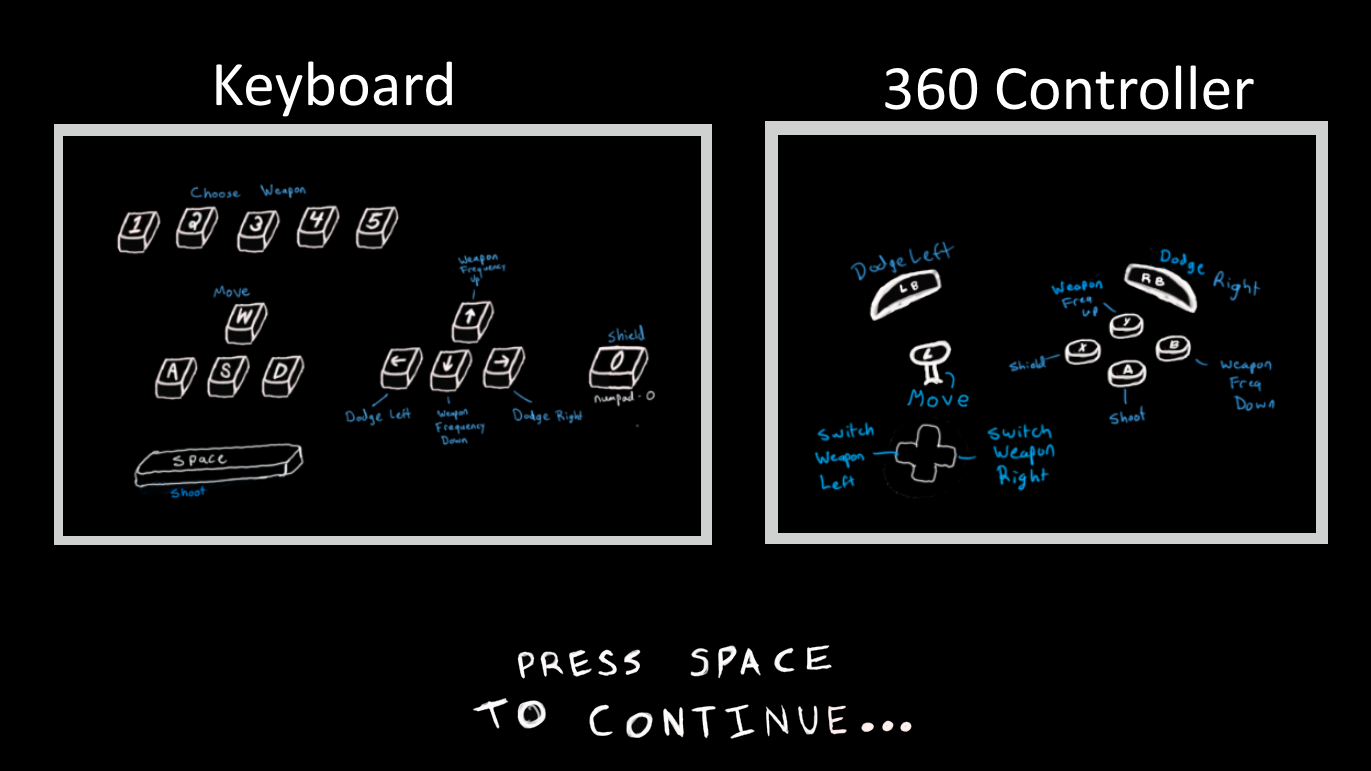 Keyboard
Choose Weapon
1 2 3 4 5
Move
W
A S D
Space
Shoot
Weapon
Frequency
Up
↑
← ↓ →
Dodge Left
Weapon
Frequency
Down
Dodge Right
Shield
0
numpad - 0
360 Controller
Dodge Left
LB
Dodge Right
RB
Weapon
Freq
UP
Y
X
B
A
Shield
Shoot
Weapon
Freq
Down
L
Move
Switch
Weapon
Left
Switch
Weapon
Right
PRESS SPACE
TO CONTINUE...